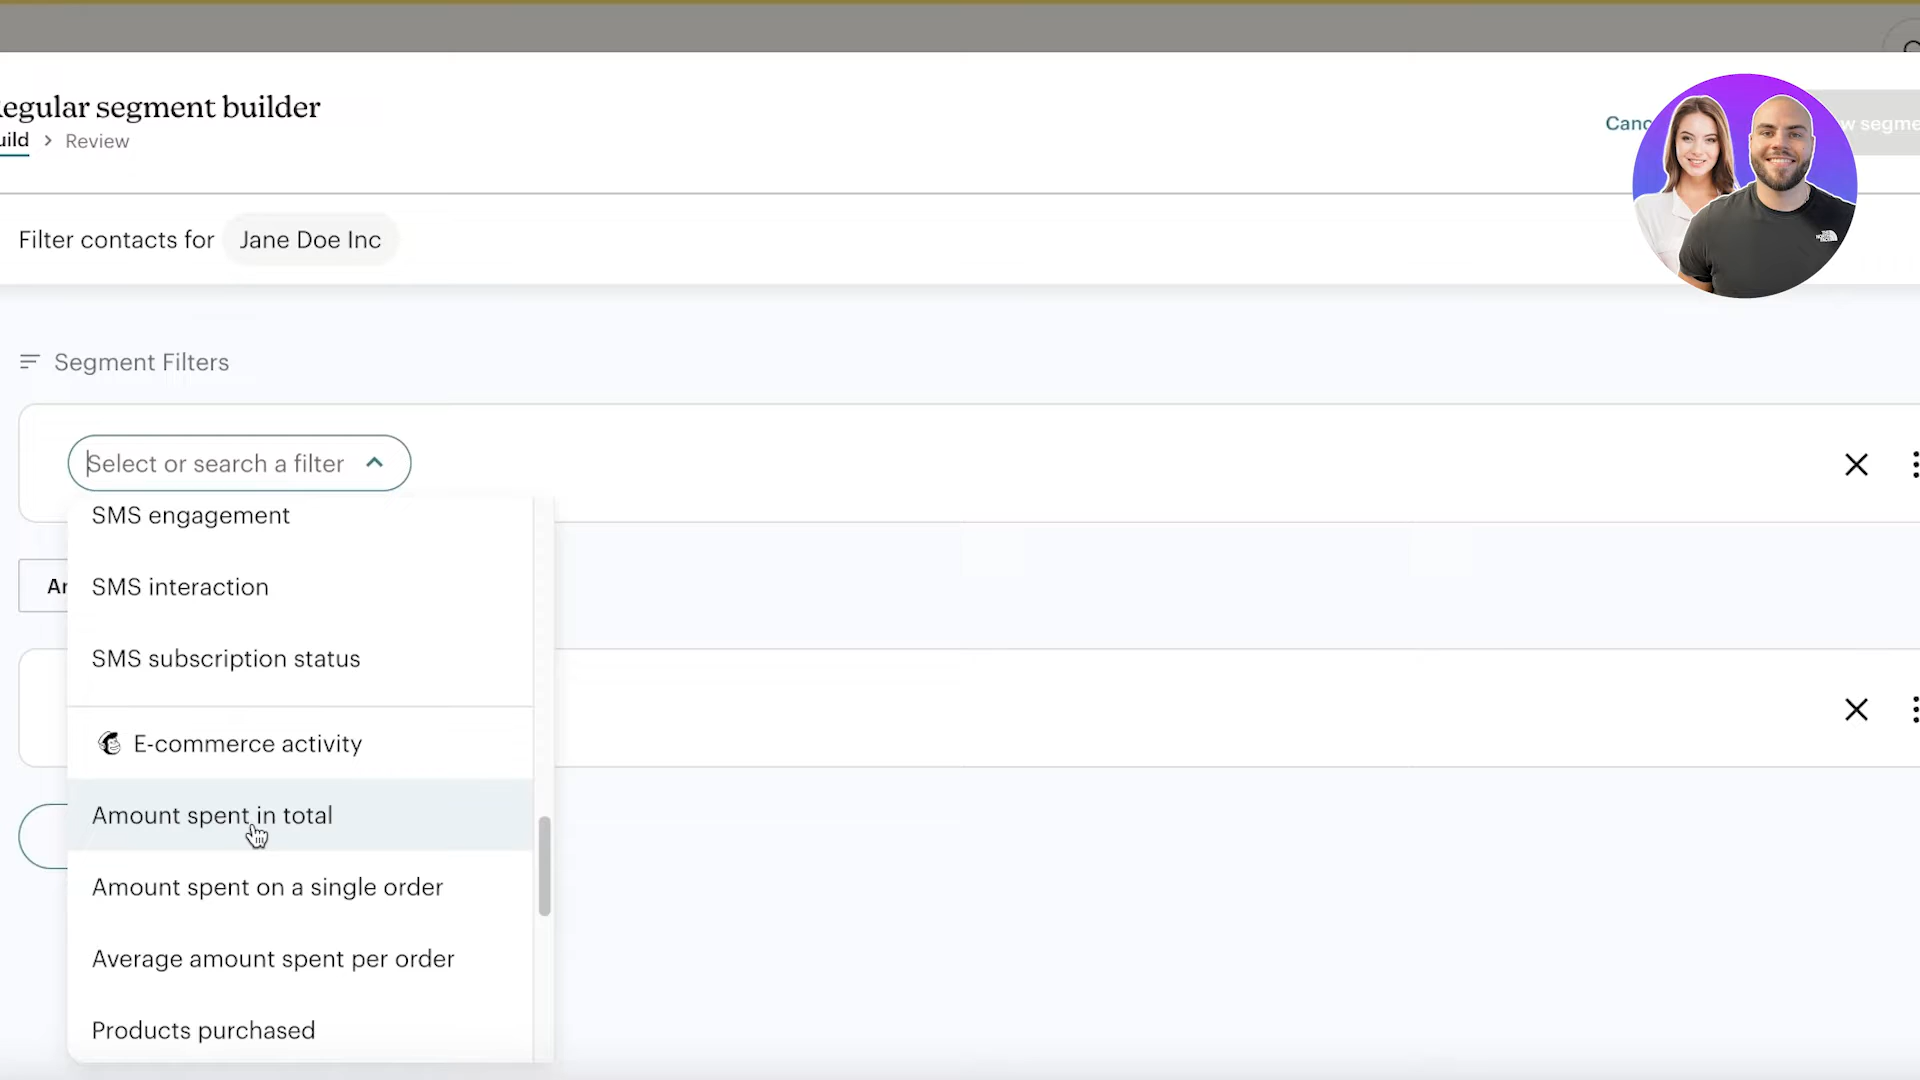 egular segment builder
uild > Review
Canc
w segme
Filter contacts for Jane Doe Inc
Segment Filters
Select or search a filter
SMS engagement
SMS interaction
SMS subscription status
E-commerce activity
Amount spent in total
Amount spent on a single order
Average amount spent per order
Products purchased